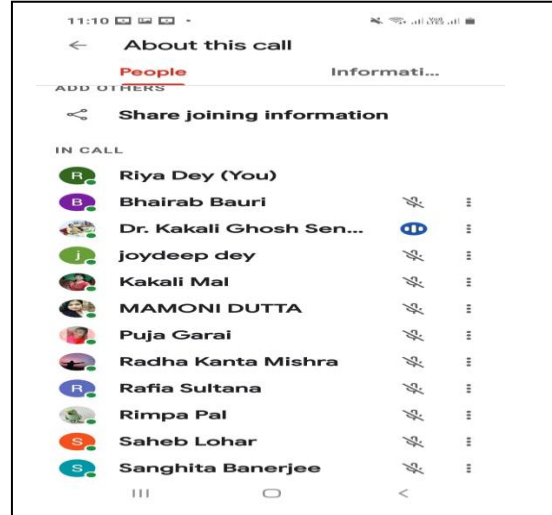 11:10
About this call
People Informati...
ADD OTHERS
Share joining information
IN CALL
R Riya Dey (You)
B Bhairab Bauri
Dr. Kakali Ghosh Sen...
j joydeep dey
Kakali Mal
MAMONI DUTTA
Puja Garai
Radha Kanta Mishra
R Rafia Sultana
Rimpa Pal
S Saheb Lohar
S Sanghita Banerjee